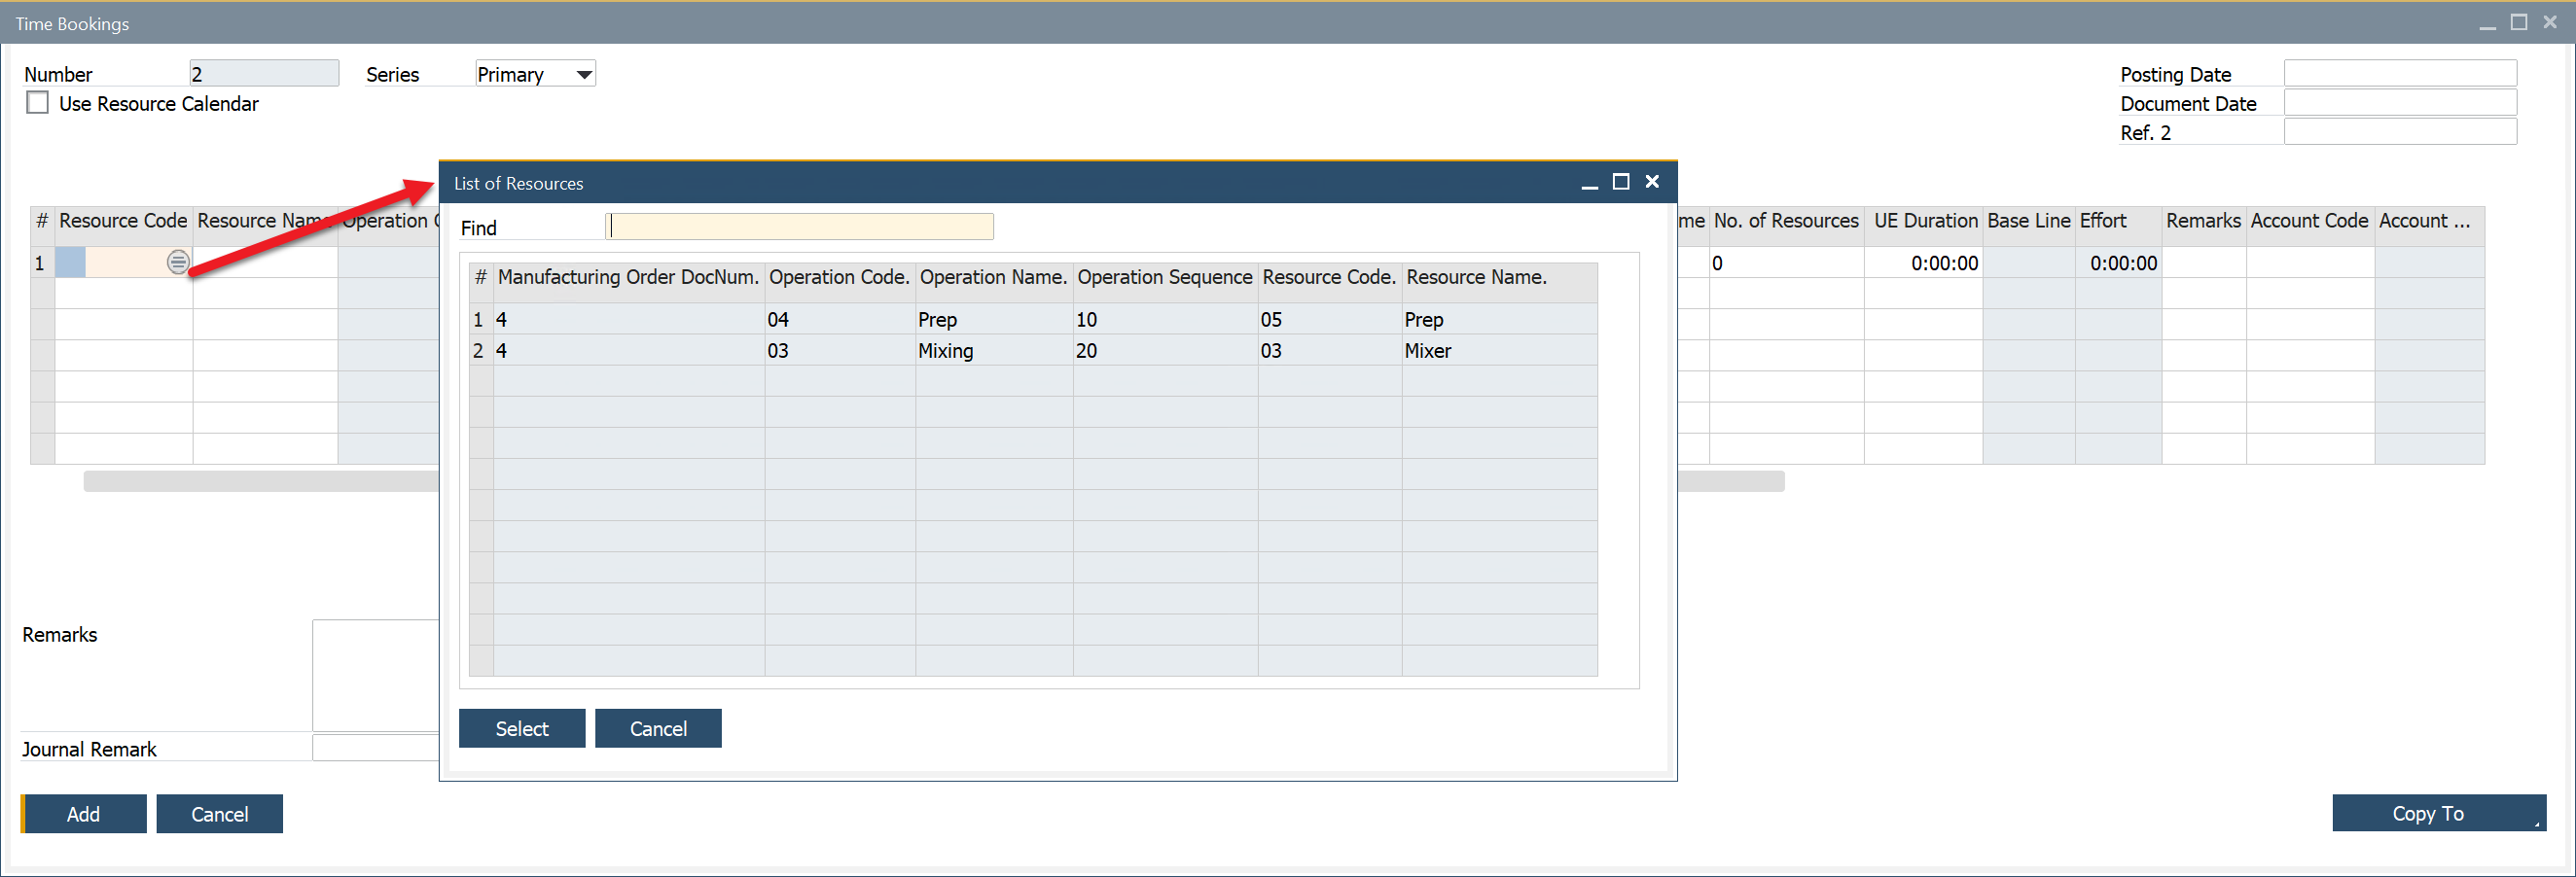 Time Bookings
Number 2 Series Primary
Use Resource Calendar
Posting Date
Document Date
Ref. 2
List of Resources
Find
# Resource Code Resource Name Operation
No. of Resources UE Duration Base Line Effort Remarks Account Code Account ...
1 0 0:00:00 0:00:00
# Manufacturing Order DocNum. Operation Code. Operation Name. Operation Sequence Resource Code. Resource Name.
1 4 04 Prep 10 05 Prep
2 4 03 Mixing 20 03 Mixer
Select Cancel
Remarks
Journal Remark
Add Cancel
Copy To